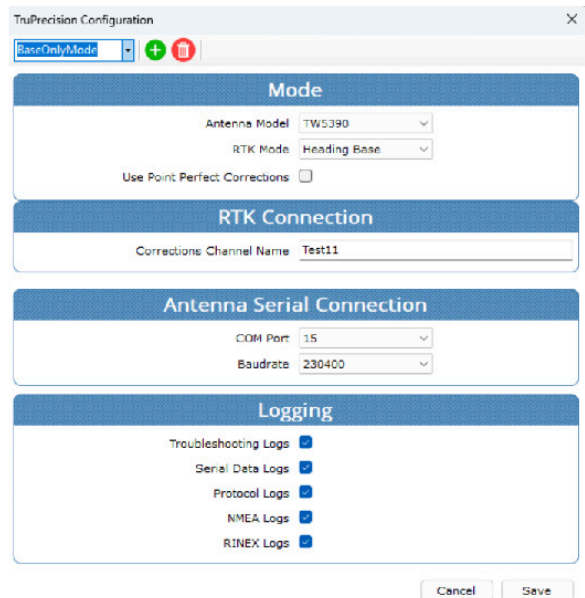 TruPrecision Configuration
BaseOnlyMode
Mode
Antenna Model TW5390
RTK Mode Heading Base
Use Point Perfect Corrections
RTK Connection
Corrections Channel Name Test11
Antenna Serial Connection
COM Port 15
Baudrate 230400
Logging
Troubleshooting Logs
Serial Data Logs
Protocol Logs
NMEA Logs
RINEX Logs
Cancel Save